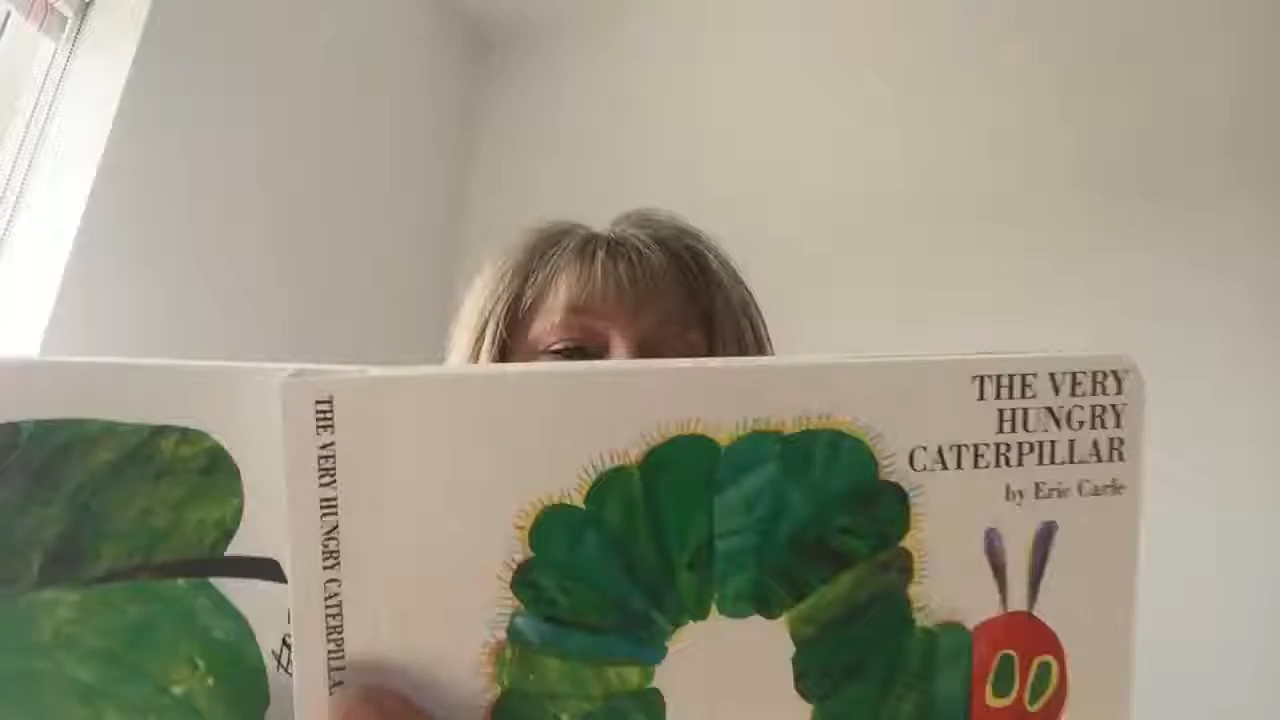 THE VERY
HUNGRY
CATERPILLAR
by Eric Carle
THE VERY HUNGRY CATERPILLA